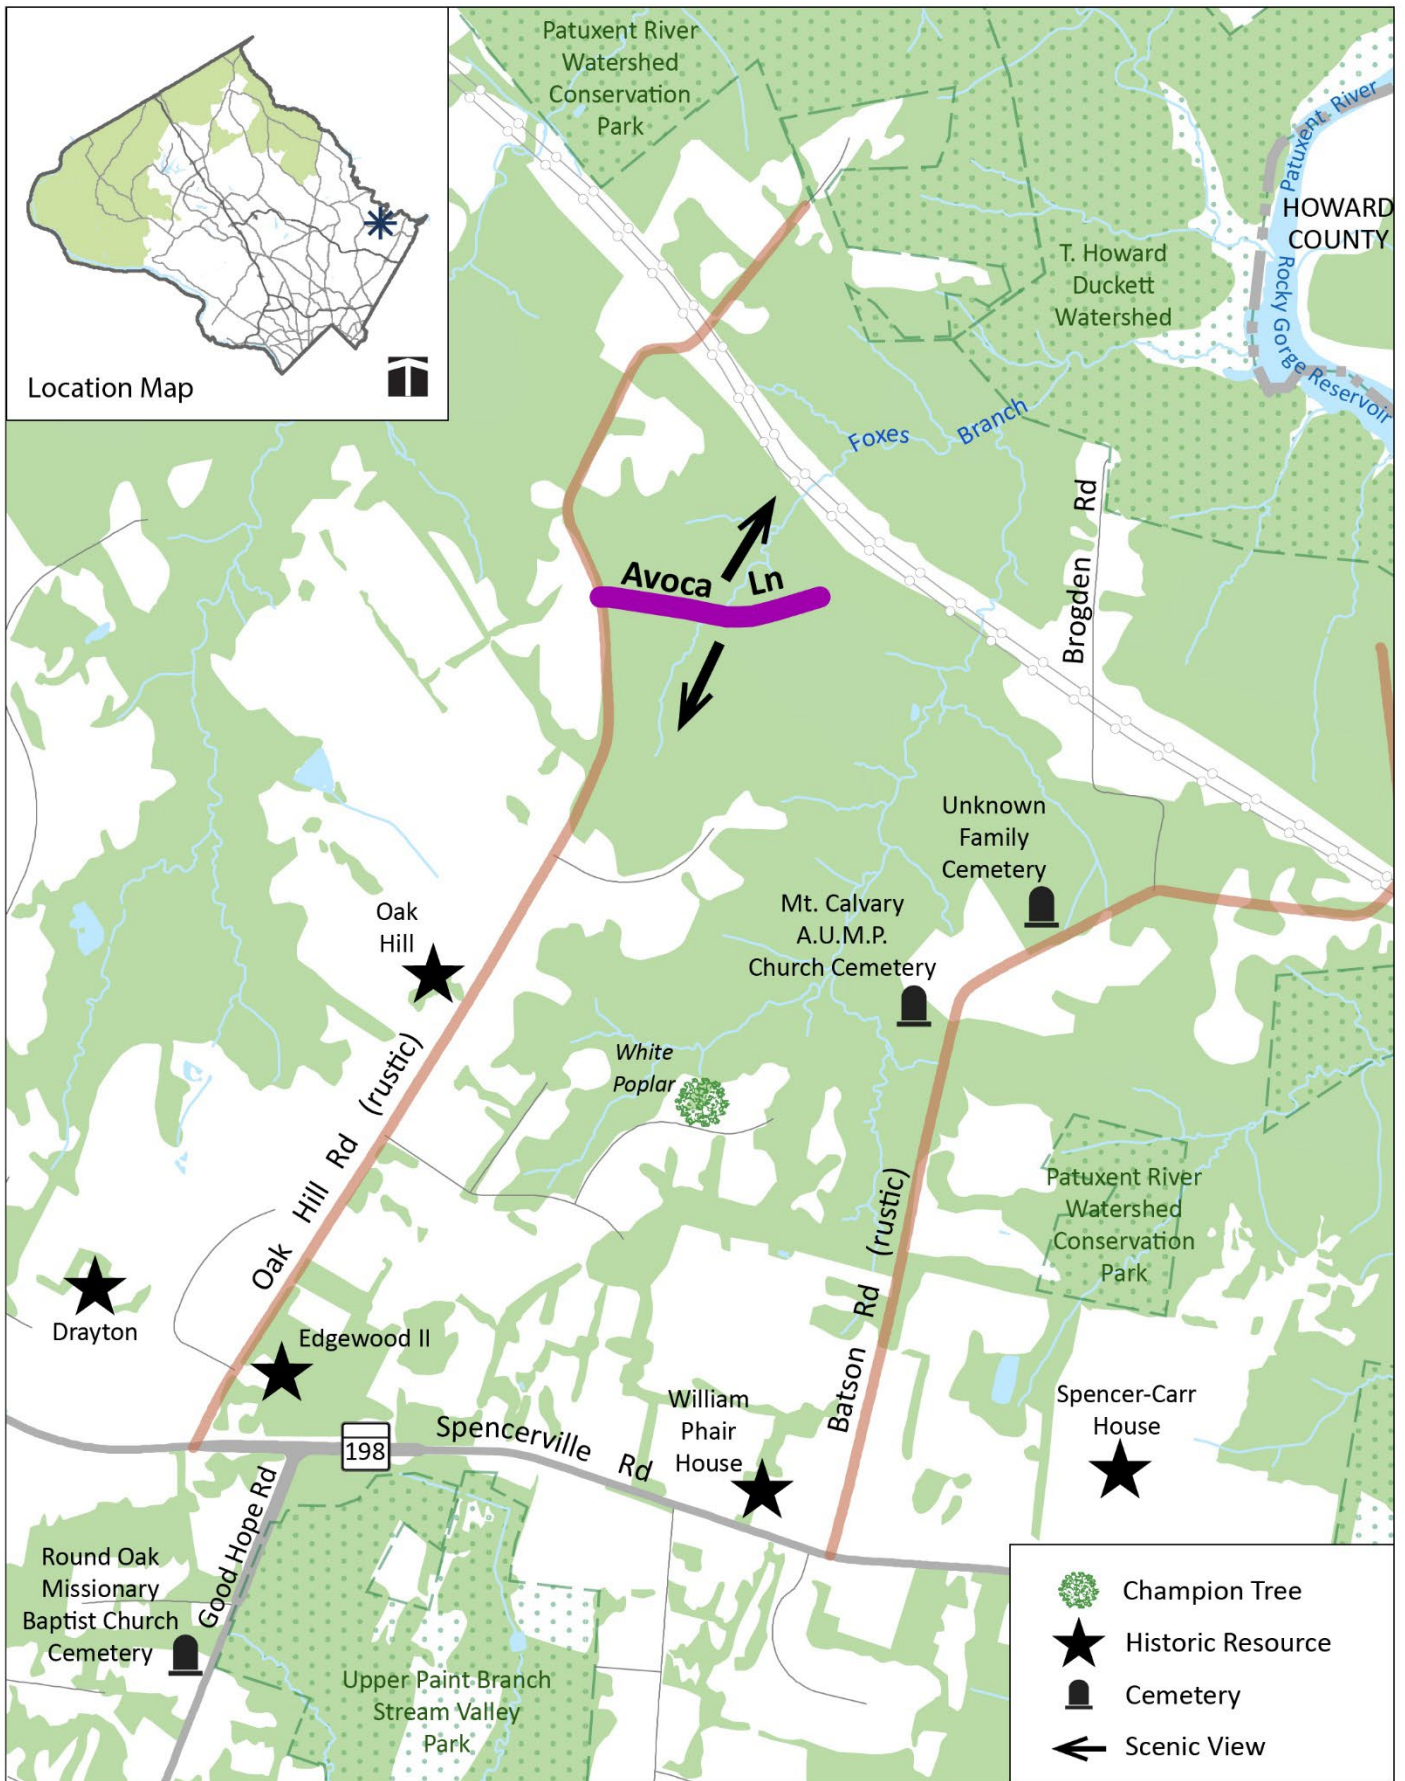 Location Map
Patuxent River
Watershed
Conservation
Park
Patuxent River
HOWARD
COUNTY
T. Howard
Duckett
Watershed
Rocky Gorge Reservoir
Foxes Branch
Brogden Rd
Avoca Ln
Unknown
Family
Cemetery
Mt. Calvary
A.U.M.P.
Church Cemetery
Oak
Hill
White
Poplar
Oak Hill Rd (rustic)
Patuxent River
Watershed
Conservation
Park
Batson Rd (rustic)
Drayton
Edgewood II
William
Phair
House
Spencer-Carr
House
198
Spencerville Rd
Good Hope Rd
Round Oak
Missionary
Baptist Church
Cemetery
Upper Paint Branch
Stream Valley
Park
Champion Tree
Historic Resource
Cemetery
Scenic View